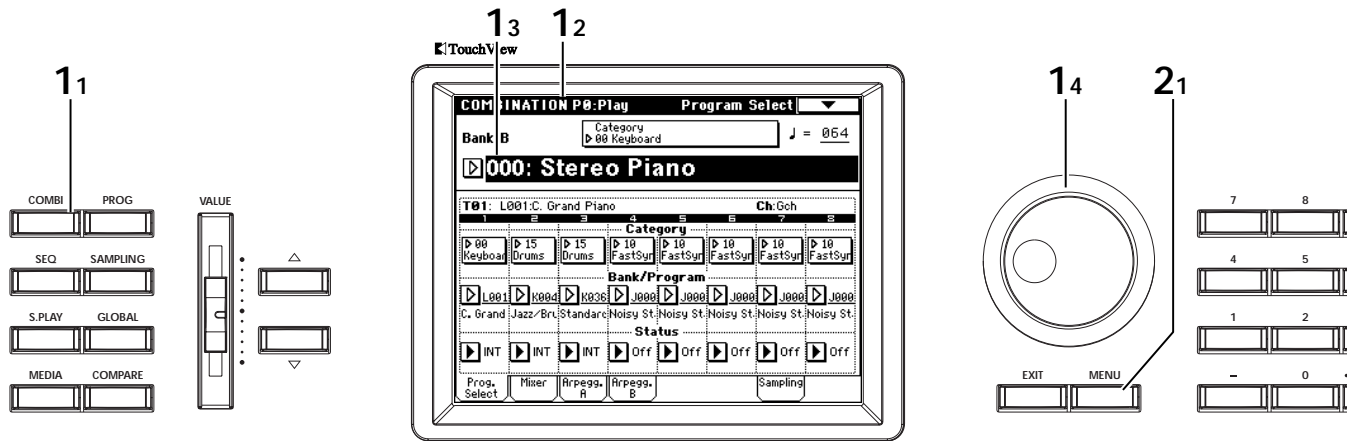 13 12
TouchView
11 14 21
COMBINATION P0:Play Program Select
Category
Bank B 00 Keyboard ♩ = 064
000: Stereo Piano
COMBI PROG VALUE 7 8
T01: L001:C. Grand Piano Ch:Gch
1 2 3 4 5 6 7 8
Category
00 15 15 10 10 10 10 10
Keyboar Drums Drums FastSyn FastSyn FastSyn FastSyn FastSyn
SEQ SAMPLING 4 5
Bank/Program
L001 K004 K036 J000 J000 J000 J000 J000
C. Grand Jazz/Bru Standard Noisy St. Noisy St. Noisy St. Noisy St. Noisy St.
S.PLAY GLOBAL 1 2
Status
INT INT INT Off Off Off Off Off
MEDIA COMPARE EXIT MENU – 0
Prog. Mixer Arpegg. Arpegg. Sampling
Select A B